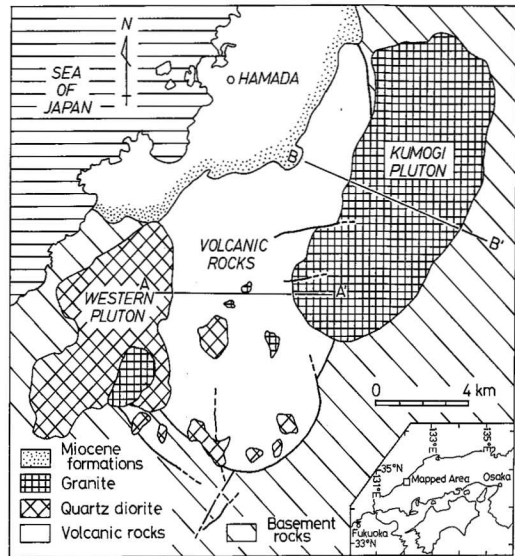 N
SEA
OF
JAPAN
HAMADA
KUMOGI
PLUTON
B
B'
VOLCANIC
ROCKS
A
A'
WESTERN
PLUTON
0 4 km
Miocene
formations
Granite
Quartz diorite
Volcanic rocks
Basement
rocks
133°E
135°E
35°N
Mapped Area
Osaka
Fukuoka
33°N